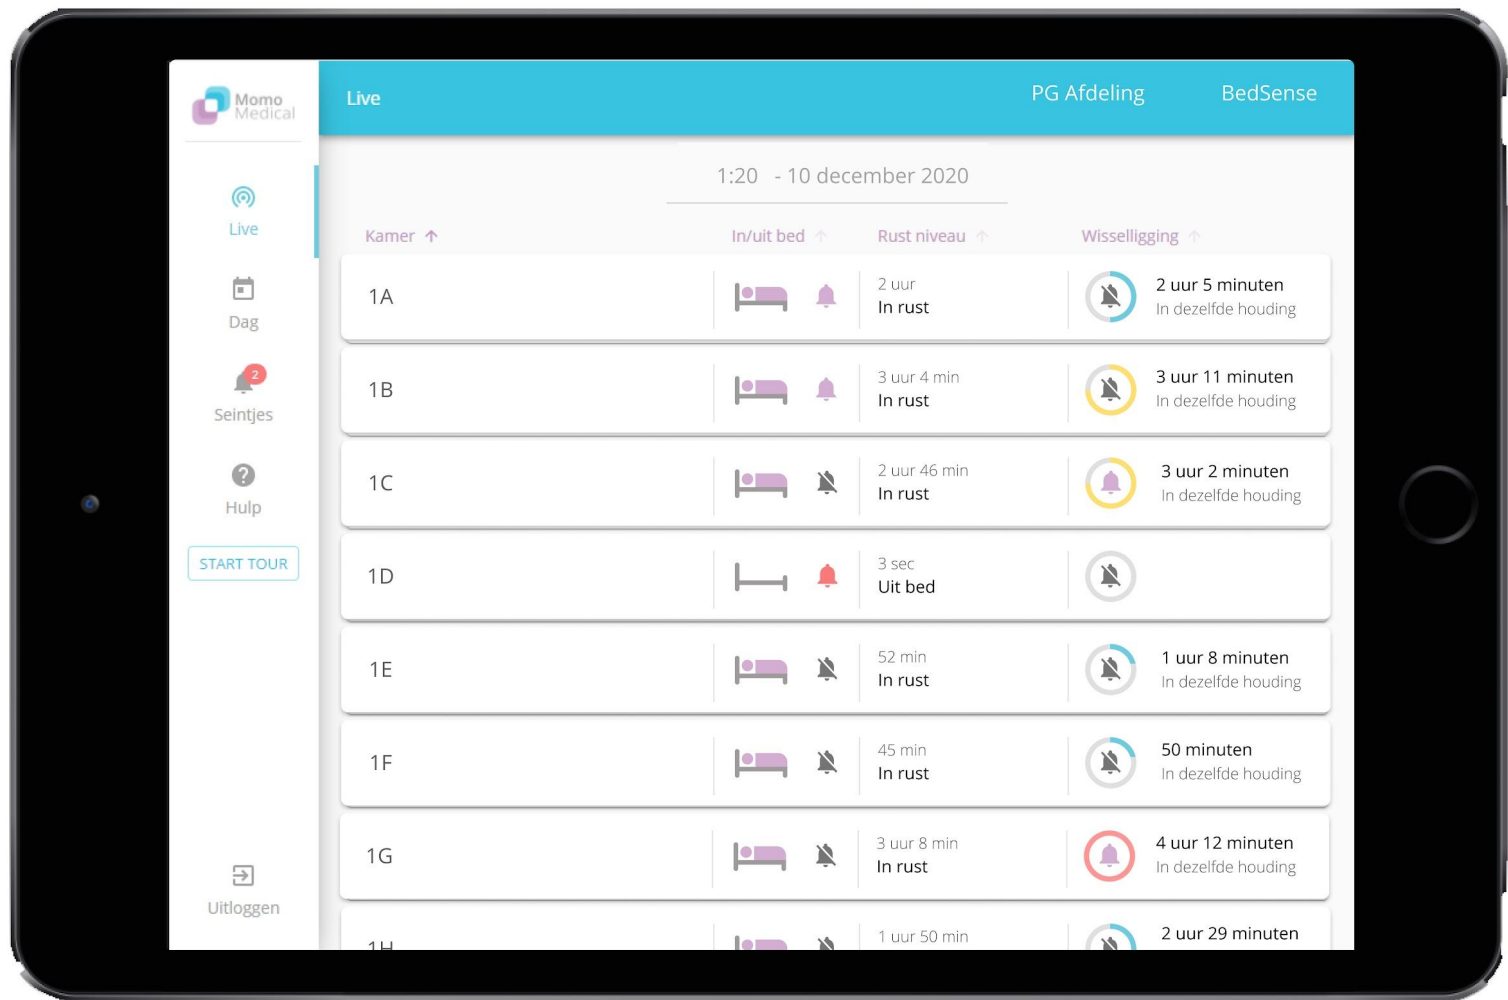 Momo
Medical
Live
PG Afdeling
BedSense
1:20 - 10 december 2020
Live
Dag
2
Seintjes
Hulp
START TOUR
Uitloggen
Kamer
In/uit bed
Rust niveau
Wisselligging
1A
2 uur
In rust
2 uur 5 minuten
In dezelfde houding
1B
3 uur 4 min
In rust
3 uur 11 minuten
In dezelfde houding
1C
2 uur 46 min
In rust
3 uur 2 minuten
In dezelfde houding
1D
3 sec
Uit bed
1E
52 min
In rust
1 uur 8 minuten
In dezelfde houding
1F
45 min
In rust
50 minuten
In dezelfde houding
1G
3 uur 8 min
In rust
4 uur 12 minuten
In dezelfde houding
1H
1 uur 50 min
2 uur 29 minuten